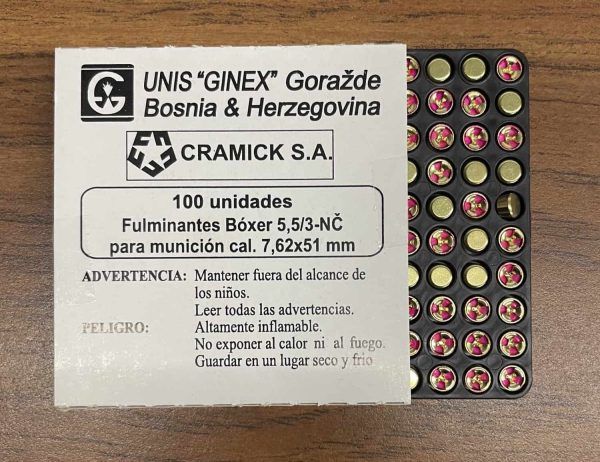 UNIS “GINEX” Goražde
Bosnia & Herzegovina
CRAMICK S.A.
100 unidades
Fulminantes Bóxer 5,5/3-NČ
para munición cal. 7,62x51 mm
ADVERTENCIA: Mantener fuera del alcance de
los niños.
Leer todas las advertencias.
PELIGRO: Altamente inflamable.
No exponer al calor ni al fuego.
Guardar en un lugar seco y frio